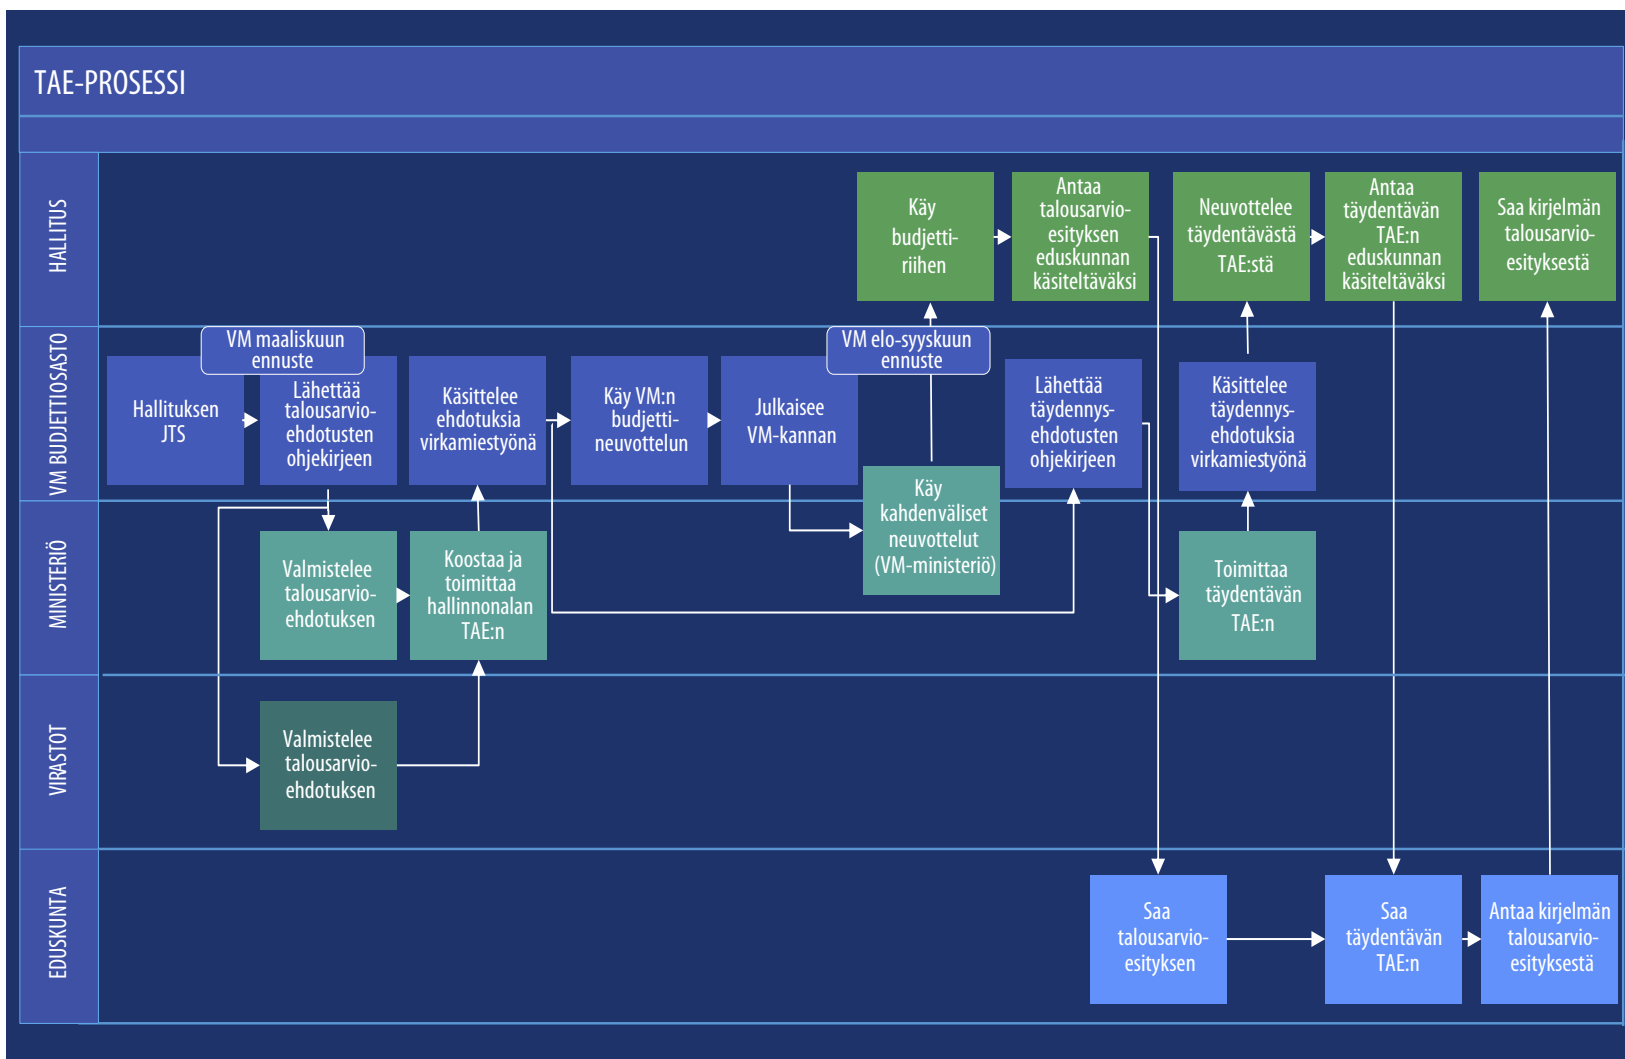 TAE-PROSESSI
HALLITUS
Käy
budjetti-
riihen
Antaa
talousarvio-
esityksen
eduskunnan
käsiteltäväksi
Neuvottelee
täydentävästä
TAE:stä
Antaa
täydentävän
TAE:n
eduskunnan
käsiteltäväksi
Saa kirjelmän
talousarvio-
esityksestä
VM BUDJETTIOSASTO
VM maaliskuun
ennuste
VM elo-syyskuun
ennuste
Hallituksen
JTS
Lähettää
talousarvio-
ehdotusten
ohjekirjeen
Käsittelee
ehdotuksia
virkamiestyönä
Käy VM:n
budjetti-
neuvottelun
Julkaisee
VM-kannan
Lähettää
täydennys-
ehdotusten
ohjekirjeen
Käsittelee
täydennys-
ehdotuksia
virkamiestyönä
MINISTERIÖ
Valmistelee
talousarvio-
ehdotuksen
Koostaa ja
toimittaa
hallinnonalan
TAE:n
Käy
kahdenväliset
neuvottelut
(VM-ministeriö)
Toimittaa
täydentävän
TAE:n
VIRASTOT
Valmistelee
talousarvio-
ehdotuksen
EDUSKUNTA
Saa
talousarvio-
esityksen
Saa
täydentävän
TAE:n
Antaa kirjelmän
talousarvio-
esityksestä